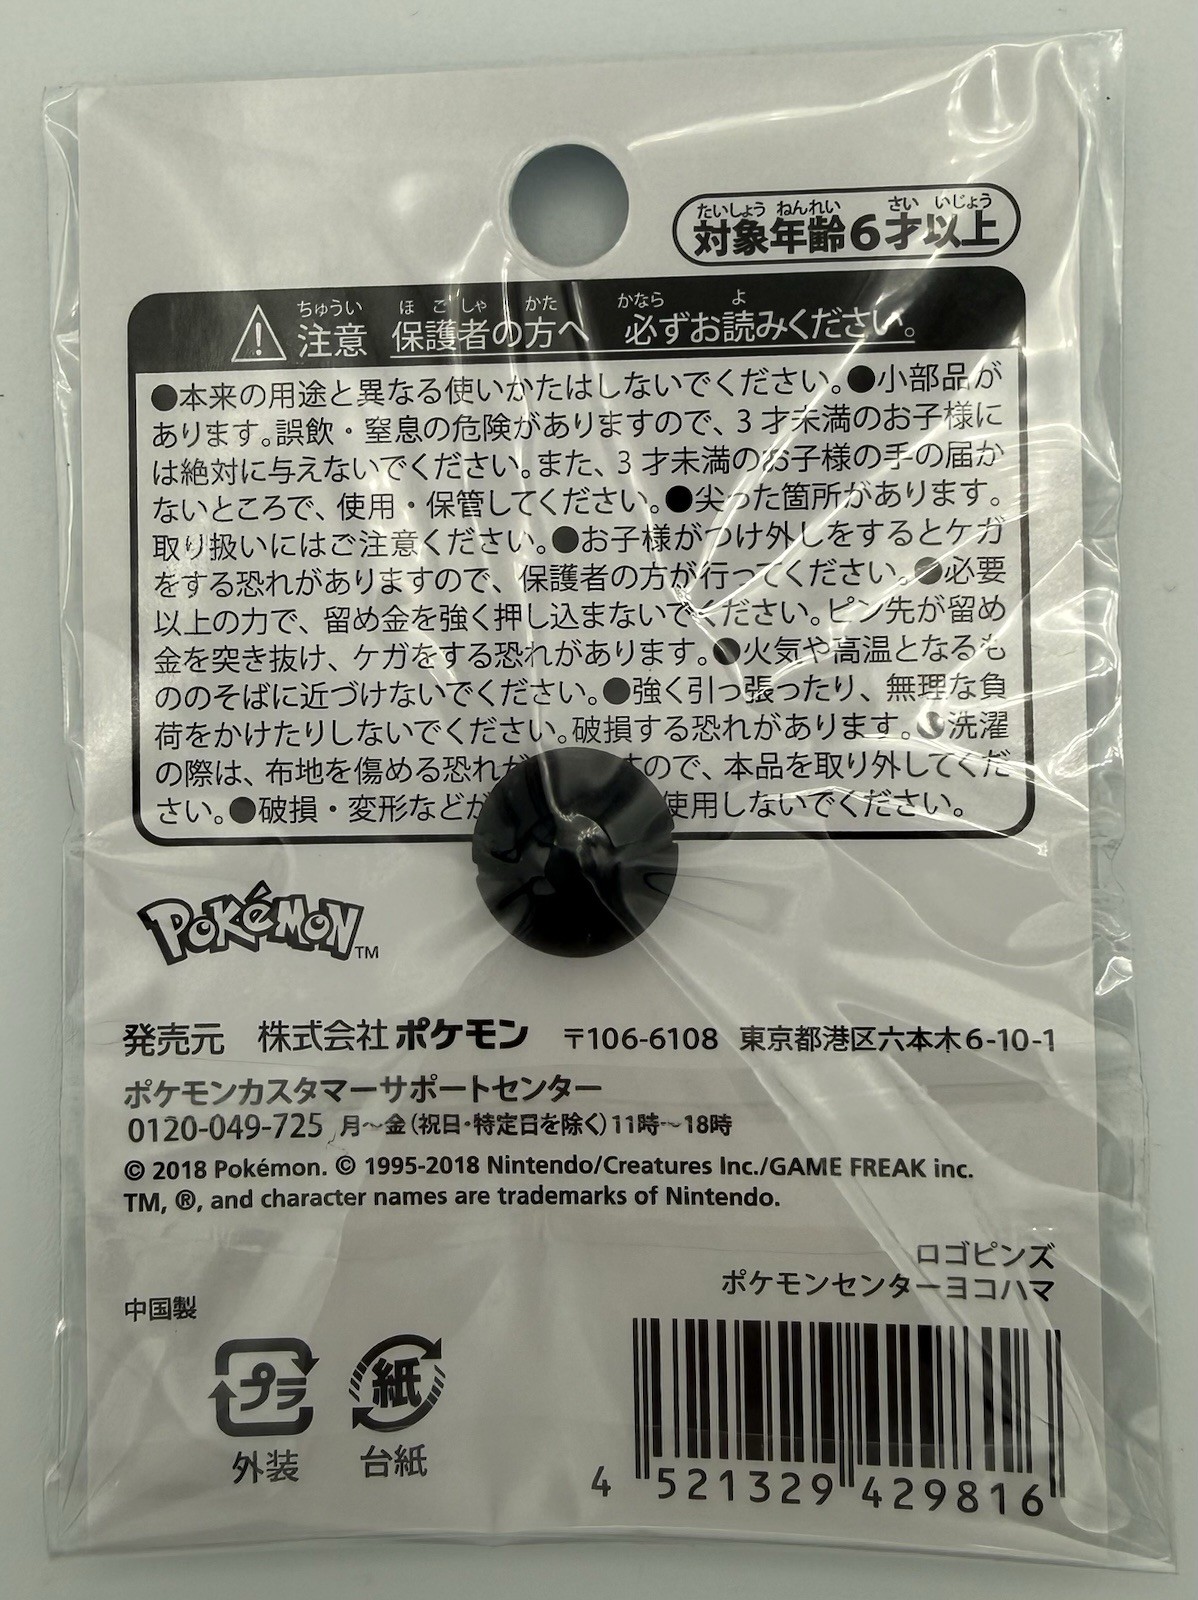 たいしょう ねんれい さい いじょう
対象年齢6才以上
ちゅうい ほごしゃ かた かなら よ
注意 保護者の方へ 必ずお読みください。
●本来の用途と異なる使いかたはしないでください。●小部品が
あります。誤飲・窒息の危険がありますので、3才未満のお子様に
は絶対に与えないでください。また、3才未満のお子様の手の届か
ないところで、使用・保管してください。●尖った箇所があります。
取り扱いにはご注意ください。●お子様がつけ外しをするとケガ
をする恐れがありますので、保護者の方が行ってください。●必要
以上の力で、留め金を強く押し込まないでください。ピン先が留め
金を突き抜け、ケガをする恐れがあります。●火気や高温となるも
ののそばに近づけないでください。●強く引っ張ったり、無理な負
荷をかけたりしないでください。破損する恐れがあります。●洗濯
の際は、布地を傷める恐れが すので、本品を取り外してくだ
さい。●破損・変形などが 使用しないでください。
POKéMON™
発売元 株式会社ポケモン 〒106-6108 東京都港区六本木6-10-1
ポケモンカスタマーサポートセンター
0120-049-725 月～金(祝日・特定日を除く)11時～18時
© 2018 Pokémon. © 1995-2018 Nintendo/Creatures Inc./GAME FREAK inc.
TM, ®, and character names are trademarks of Nintendo.
ロゴピンズ
ポケモンセンターヨコハマ
中国製
プラ 紙
外装 台紙
4 521329 429816